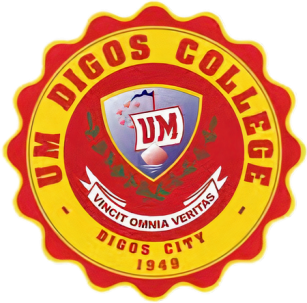 UM DIGOS COLLEGE
UM
VINCIT OMNIA VERITAS
- DIGOS CITY -
1949